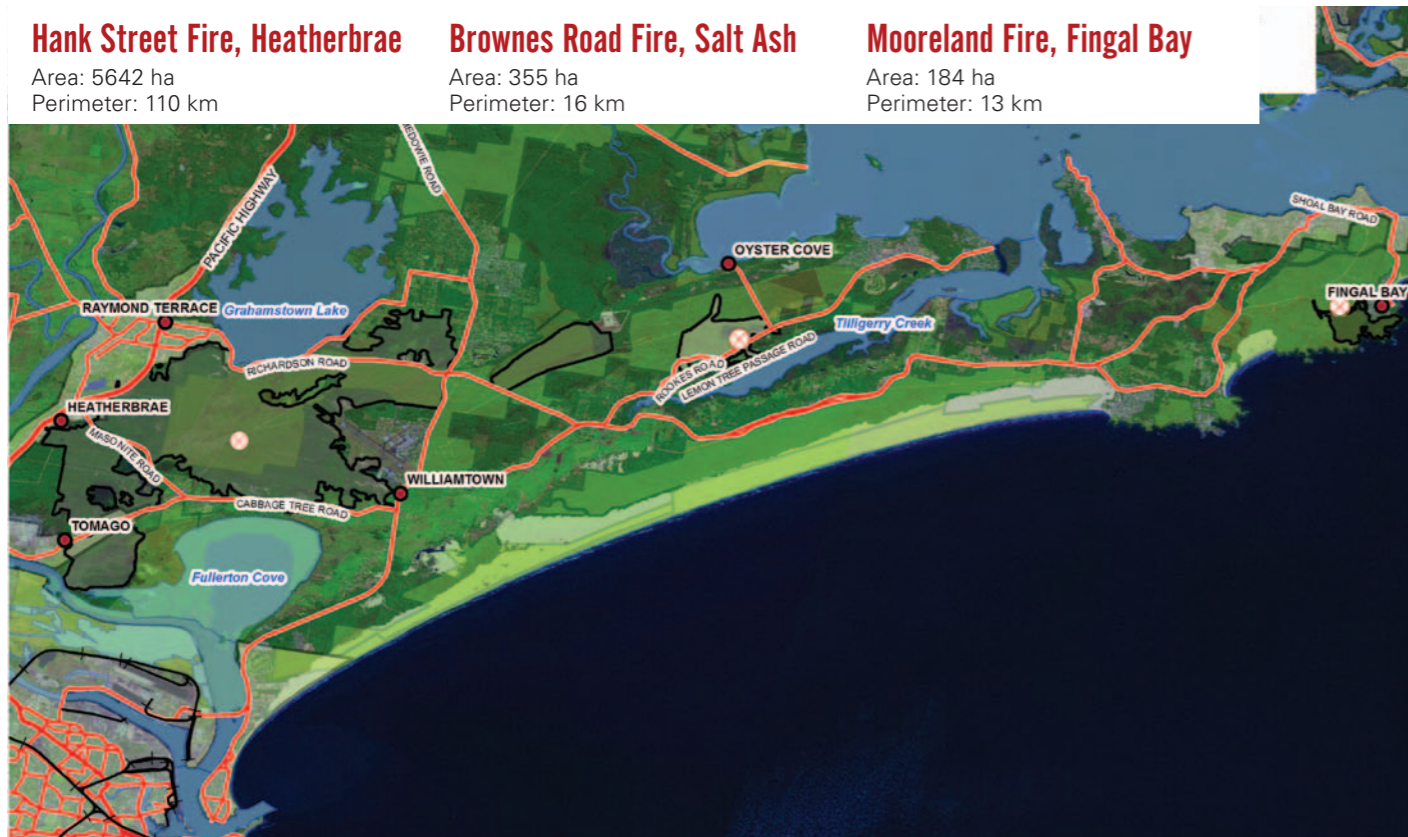 Hank Street Fire, Heatherbrae
Area: 5642 ha
Perimeter: 110 km
Brownes Road Fire, Salt Ash
Area: 355 ha
Perimeter: 16 km
Mooreland Fire, Fingal Bay
Area: 184 ha
Perimeter: 13 km
EDOWIE ROAD
PACIFIC HIGHWAY
SHOAL BAY ROAD
OYSTER COVE
RAYMOND TERRACE
Grahamstown Lake
FINGAL BAY
Tilligerry Creek
RICHARDSON ROAD
ROOKES ROAD
LEMON TREE PASSAGE ROAD
HEATHERBRAE
MASONITE ROAD
WILLIAMTOWN
CABBAGE TREE ROAD
TOMAGO
Fullerton Cove